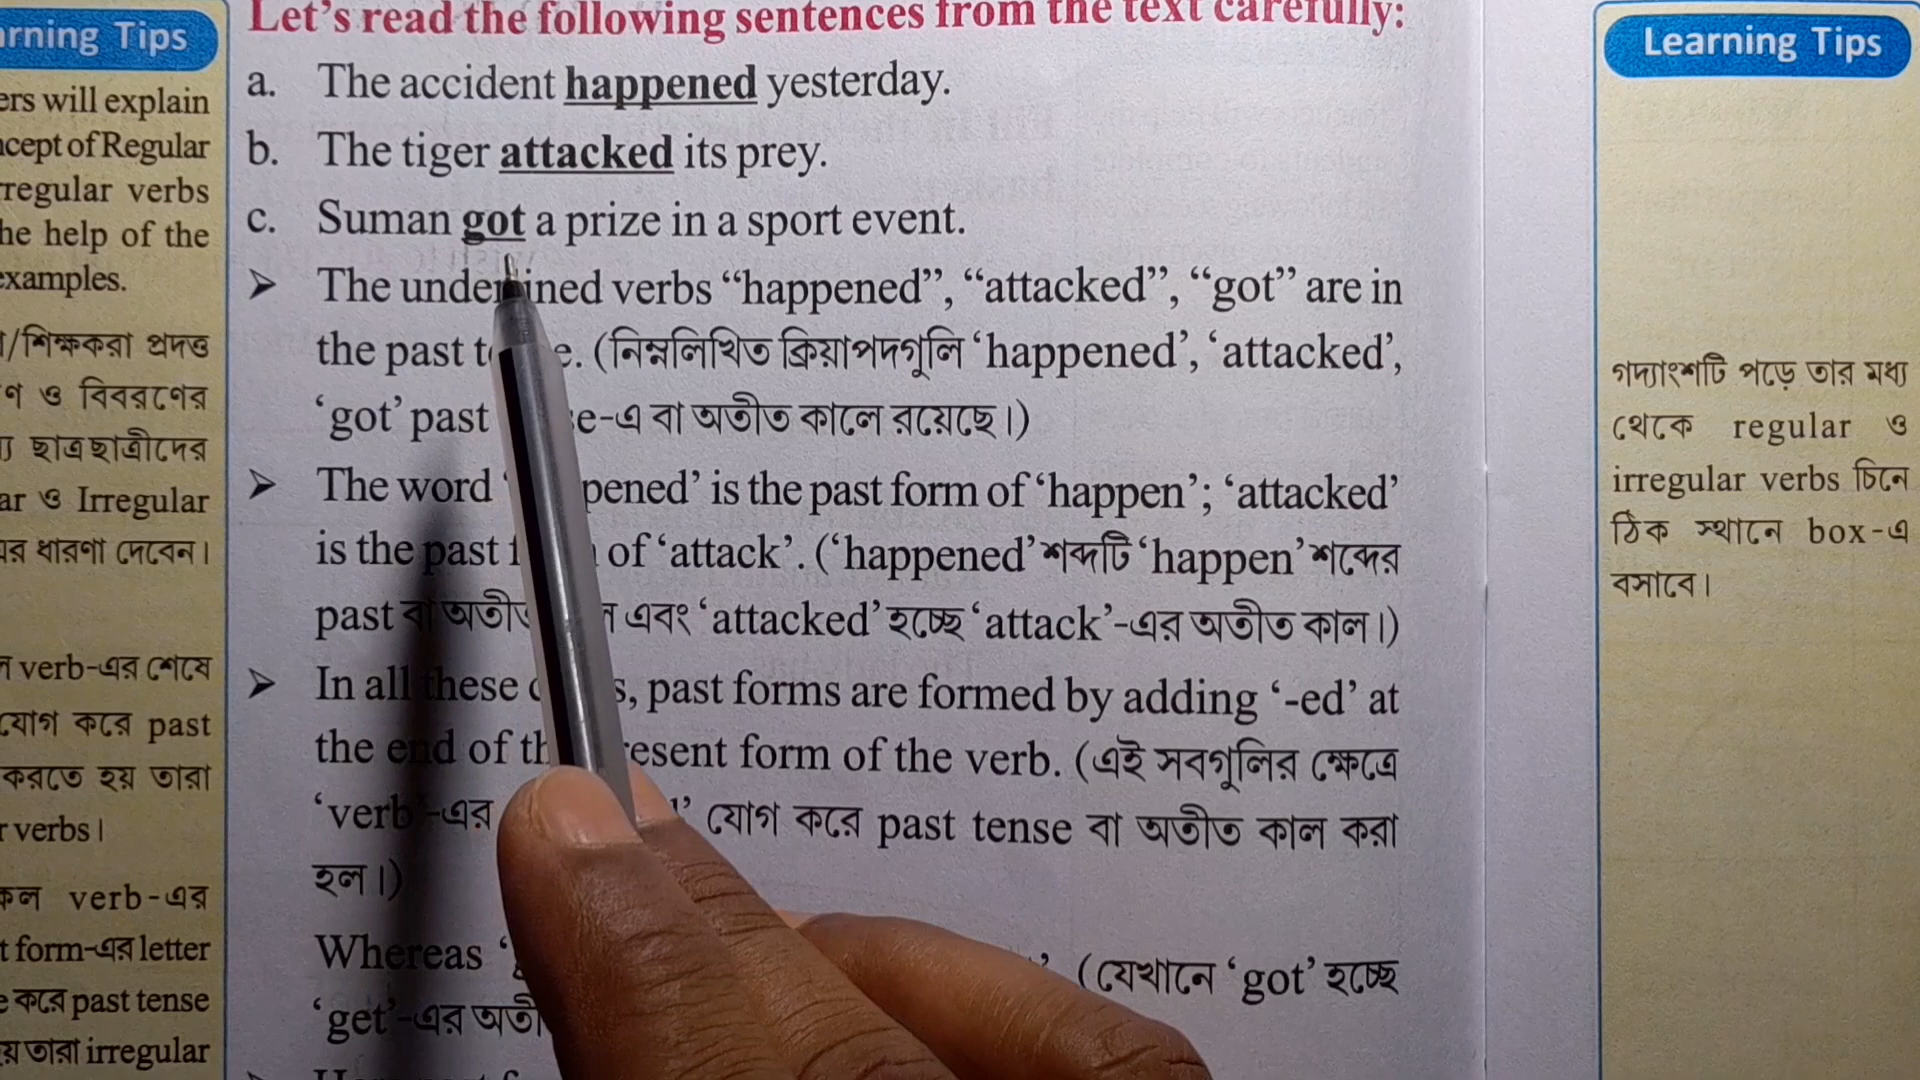 Learning Tips
ers will explain
cept of Regular
regular verbs
he help of the
examples.
/শিক্ষকরা প্রদত্ত
ও বিবরণের
ছাত্রছাত্রীদের
ar ও Irregular
ধারণা দেবেন।
verb-এর শেষে
যোগ করে past
করতে হয় তারা
verbs।
verb-এর
form-এর letter
করে past tense
তারা irregular
Let's read the following sentences from the text carefully:
a. The accident happened yesterday.
b. The tiger attacked its prey.
c. Suman got a prize in a sport event.
➤ The underlined verbs “happened”, “attacked”, “got” are in
the past (নিম্নলিখিত ক্রিয়াপদগুলি ‘happened’, ‘attacked’,
‘got’ past -এ বা অতীত কালে রয়েছে।)
➤ The word pened’ is the past form of ‘happen’; ‘attacked’
is the past of ‘attack’. (‘happened’ শব্দটি ‘happen’ শব্দের
past বা এবং ‘attacked’ হচ্ছে ‘attack’-এর অতীত কাল।)
➤ In all these past forms are formed by adding ‘-ed’ at
the end of esent form of the verb. (এই সবগুলির ক্ষেত্রে
‘verb’-এর যোগ করে past tense বা অতীত কাল করা
হল।)
Whereas (যেখানে ‘got’ হচ্ছে
‘get’-এর
Learning Tips
গদ্যাংশটি পড়ে তার মধ্য
থেকে regular ও
irregular verbs চিনে
ঠিক স্থানে box-এ
বসাবে।